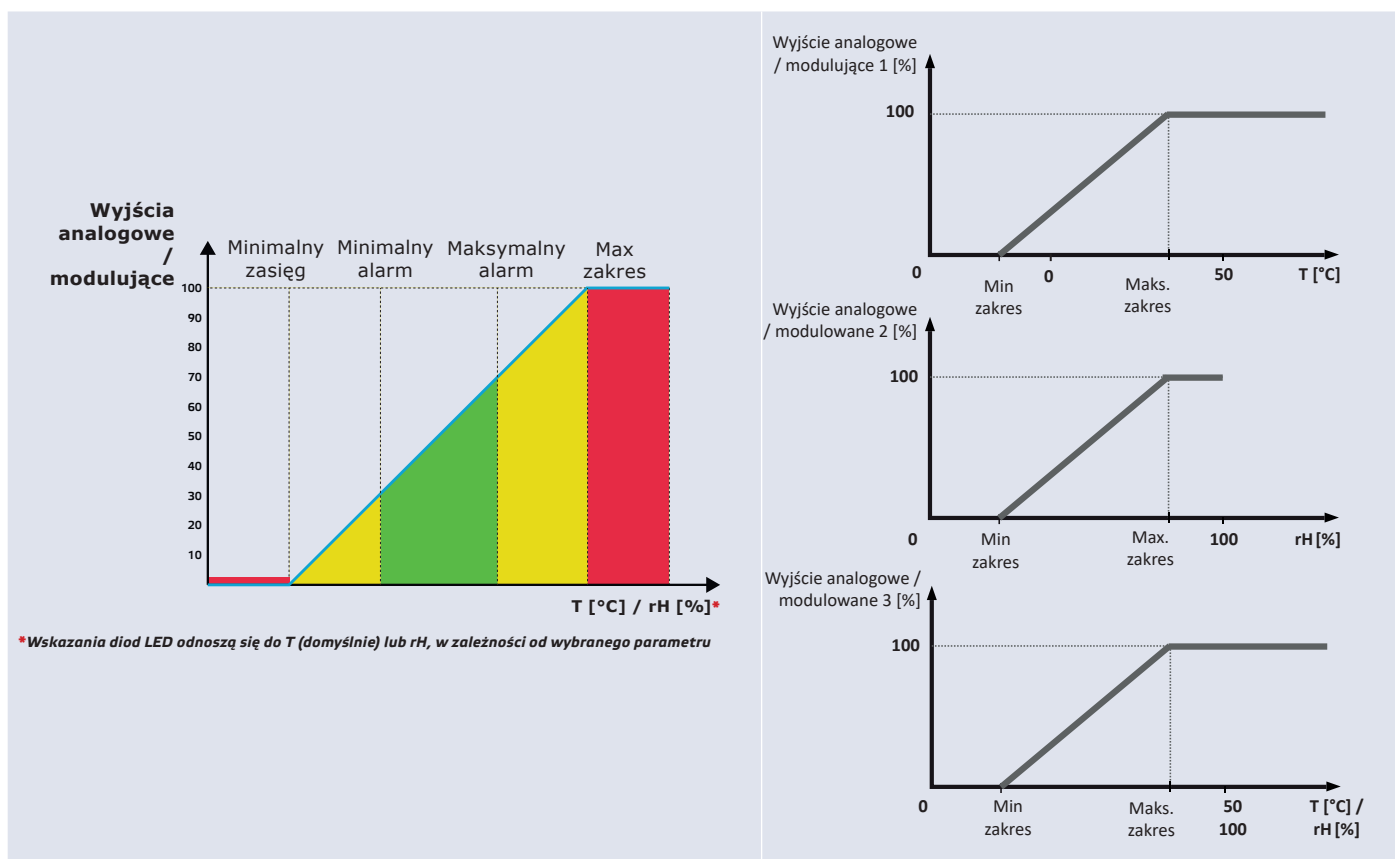 Wyjścia
analogowe
/
modulujące
Minimalny
zasięg
Minimalny
alarm
Maksymalny
alarm
Max
zakres
100
90
80
70
60
50
40
30
20
10
T [°C] / rH [%]*
*Wskazania diod LED odnoszą się do T (domyślnie) lub rH, w zależności od wybranego parametru
Wyjście analogowe
/ modulujące 1 [%]
100
0
Min
zakres
0
Maks.
zakres
50
T [°C]
Wyjście analogowe
/ modulowane 2 [%]
100
0
Min
zakres
Max.
zakres
100
rH [%]
Wyjście analogowe /
modulowane 3 [%]
100
0
Min
zakres
Maks.
zakres
50
100
T [°C] /
rH [%]